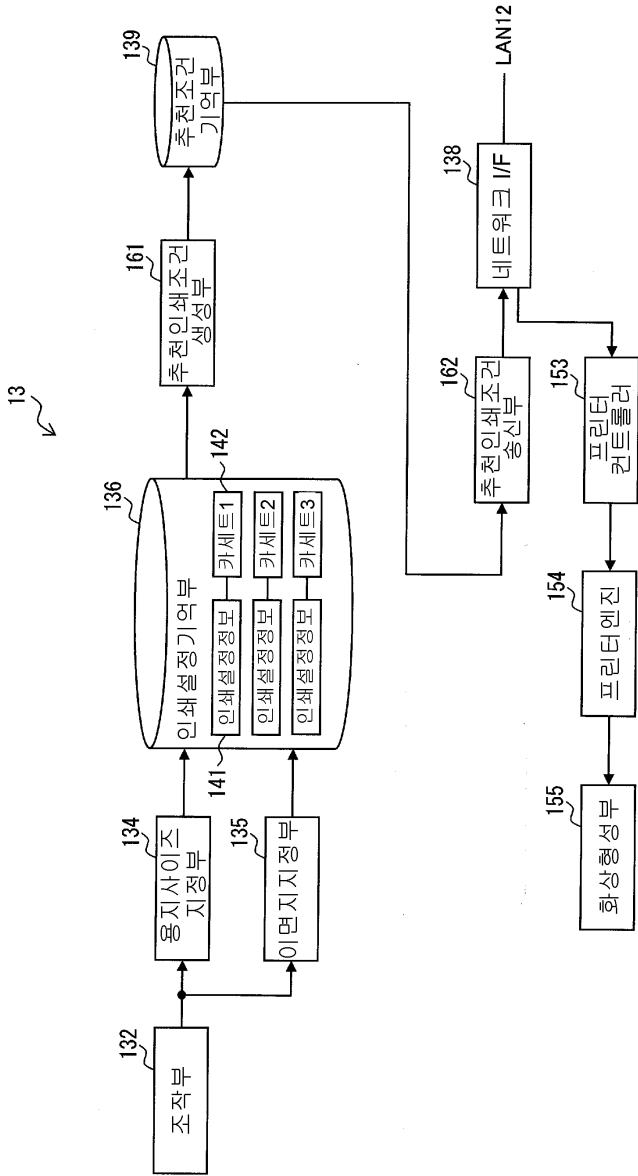 13
132
조작부
134
용지사이즈
지정부
135
이면지지정부
136
인쇄설정기억부
141
142
인쇄설정정보
카세트1
인쇄설정정보
카세트2
인쇄설정정보
카세트3
161
추천인쇄조건
생성부
139
추천조건
기억부
162
추천인쇄조건
송신부
138
네트워크 I/F
LAN12
153
프린터
컨트롤러
154
프린터엔진
155
화상형성부